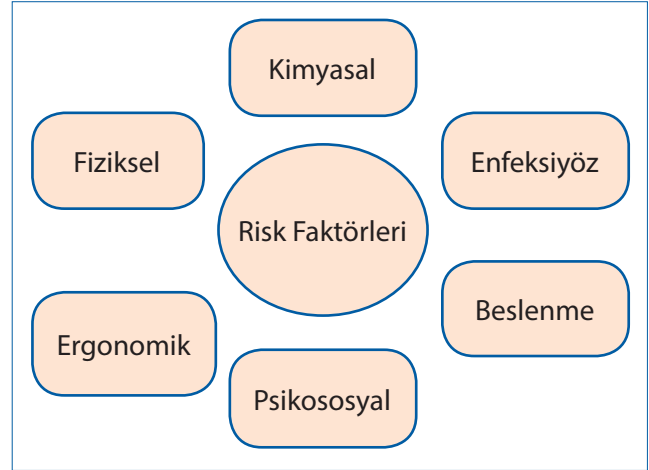 Kimyasal
Fiziksel
Enfeksiyöz
Risk Faktörleri
Beslenme
Ergonomik
Psikososyal